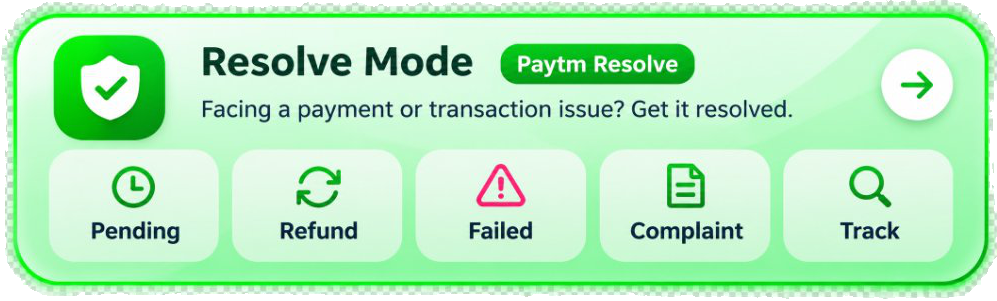 Resolve Mode Paytm Resolve
Facing a payment or transaction issue? Get it resolved.
Pending Refund Failed Complaint Track